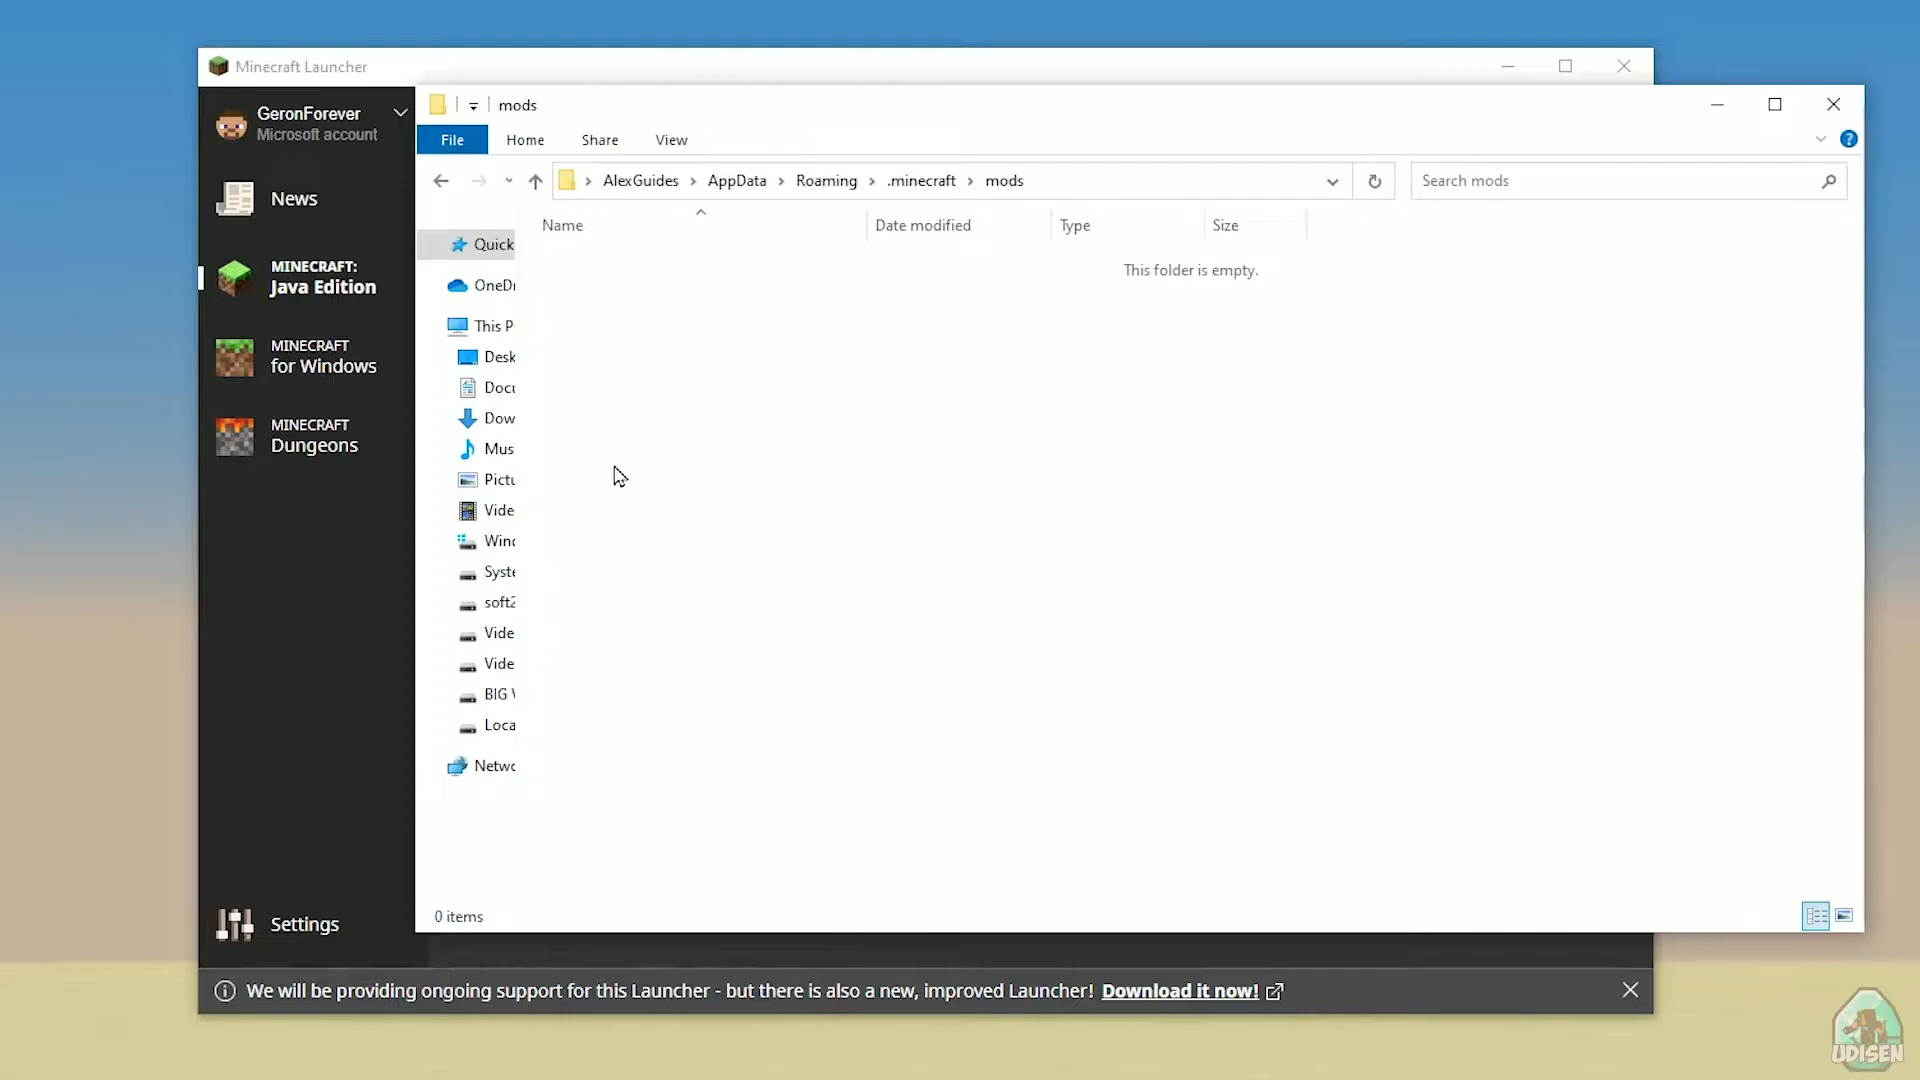 Minecraft Launcher
GeronForever
Microsoft account
News
MINECRAFT:
Java Edition
MINECRAFT
for Windows
MINECRAFT
Dungeons
Settings
mods
File Home Share View
AlexGuides AppData Roaming .minecraft mods
Search mods
Name Date modified Type Size
This folder is empty.
Quick
OneDr
This P
Desk
Docu
Dow
Mus
Pictu
Vide
Wind
Syste
soft2
Vide
Vide
BIG
Loca
Netwo
0 items
We will be providing ongoing support for this Launcher - but there is also a new, improved Launcher! Download it now!
UDISEN